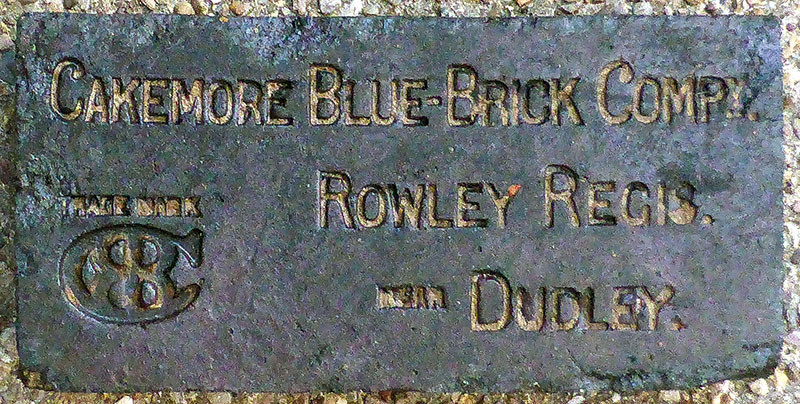 CAKEMORE BLUE-BRICK COMPY.
ROWLEY REGIS.
TRADE MARK
NEAR DUDLEY.